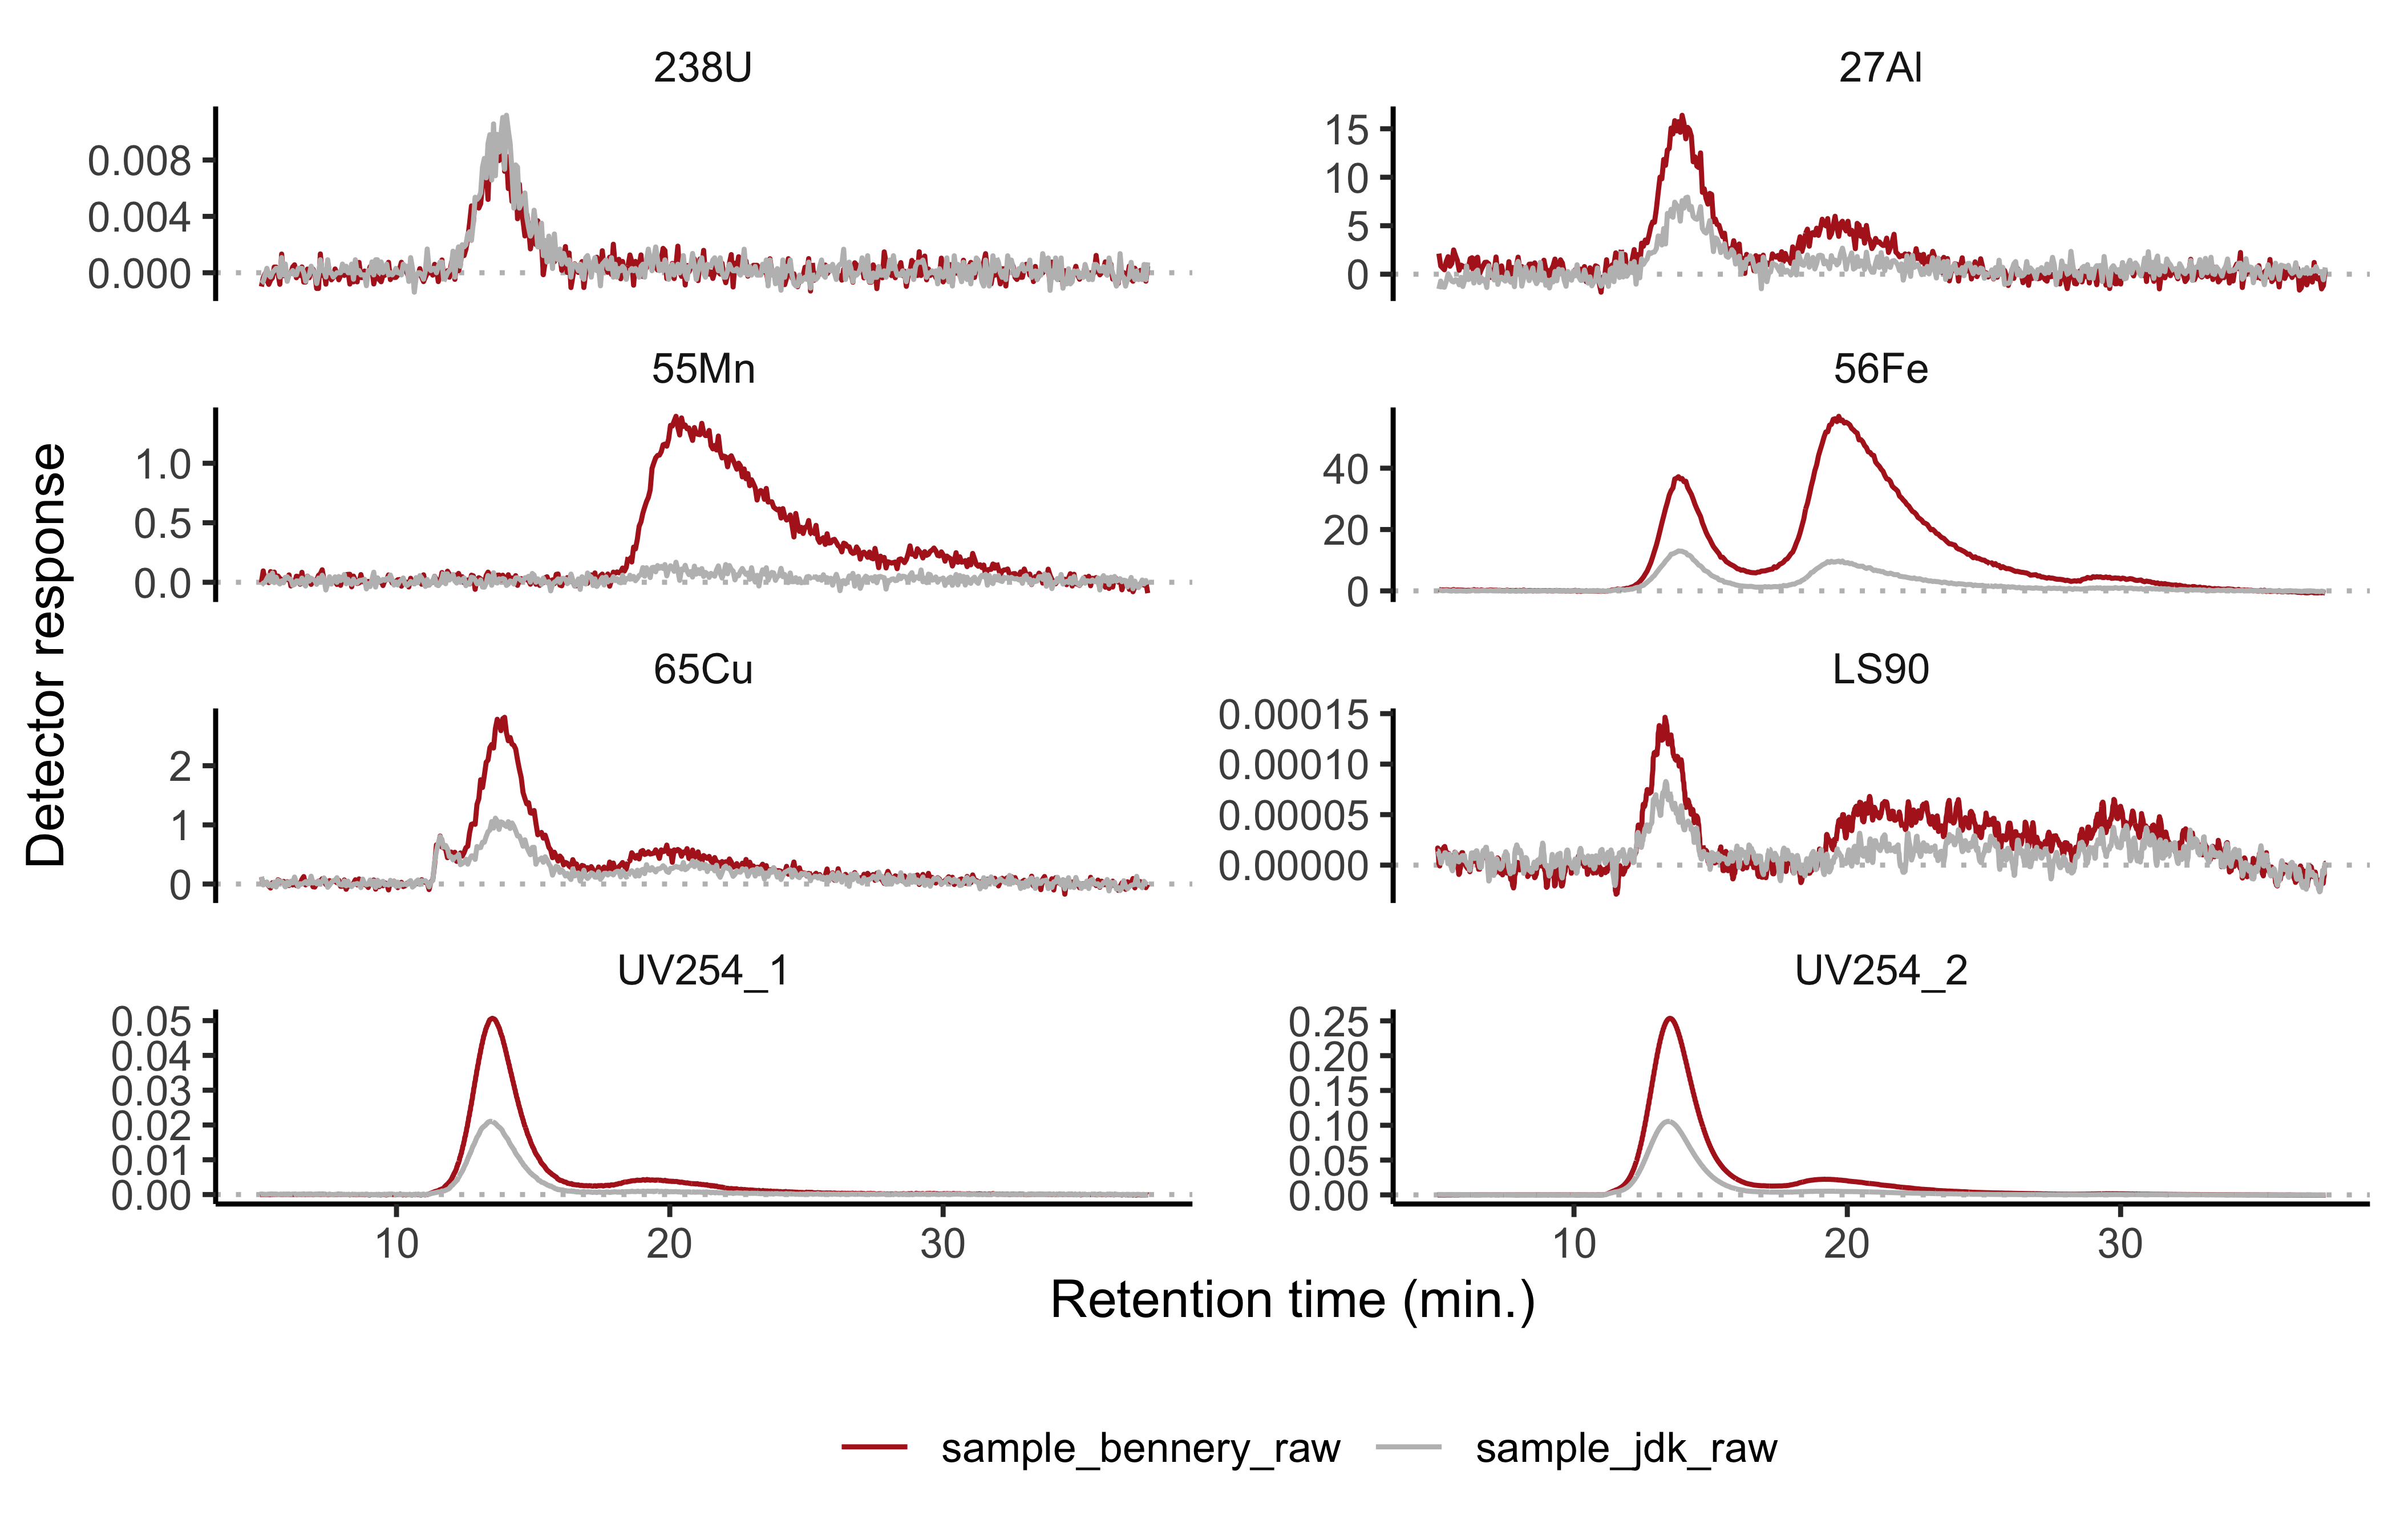 238U
27Al
0.008
0.004
0.000
15
10
5
0
55Mn
56Fe
1.0
0.5
0.0
40
20
0
65Cu
LS90
2
1
0
0.00015
0.00010
0.00005
0.00000
UV254_1
UV254_2
0.05
0.04
0.03
0.02
0.01
0.00
0.25
0.20
0.15
0.10
0.05
0.00
10 20 30
10 20 30
Detector response
Retention time (min.)
sample_bennery_raw sample_jdk_raw